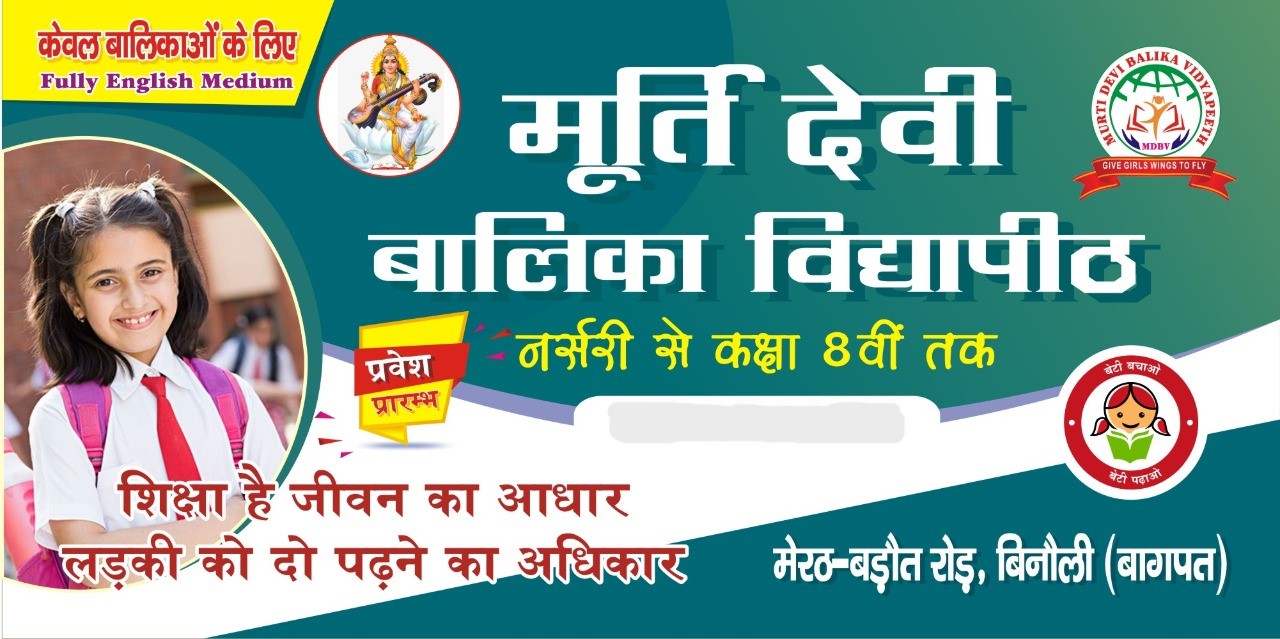 केवल बालिकाओं के लिए
Fully English Medium
मूर्ति देवी
बालिका विद्यापीठ
MURTI DEVI BALIKA VIDYAPEETH
MDBV
GIVE GIRLS WINGS TO FLY
नर्सरी से कक्षा 8वीं तक
प्रवेश
प्रारम्भ
बेटी बचाओ
बेटी पढ़ाओ
शिक्षा है जीवन का आधार
लड़की को दो पढ़ने का अधिकार
मेरठ-बड़ौत रोड़, बिनौली (बागपत)